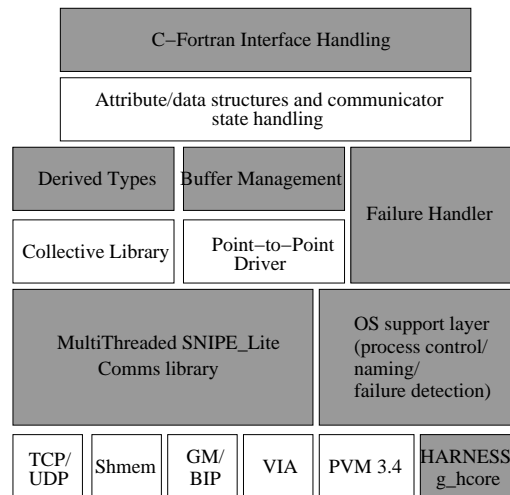 C−Fortran Interface Handling
Attribute/data structures and communicator
state handling
Derived Types
Buffer Management
Failure Handler
Collective Library
Point−to−Point
Driver
MultiThreaded SNIPE_Lite
Comms library
OS support layer
(process control/
naming/
failure detection)
TCP/
UDP
Shmem
GM/
BIP
VIA
PVM 3.4
HARNESS
g_hcore